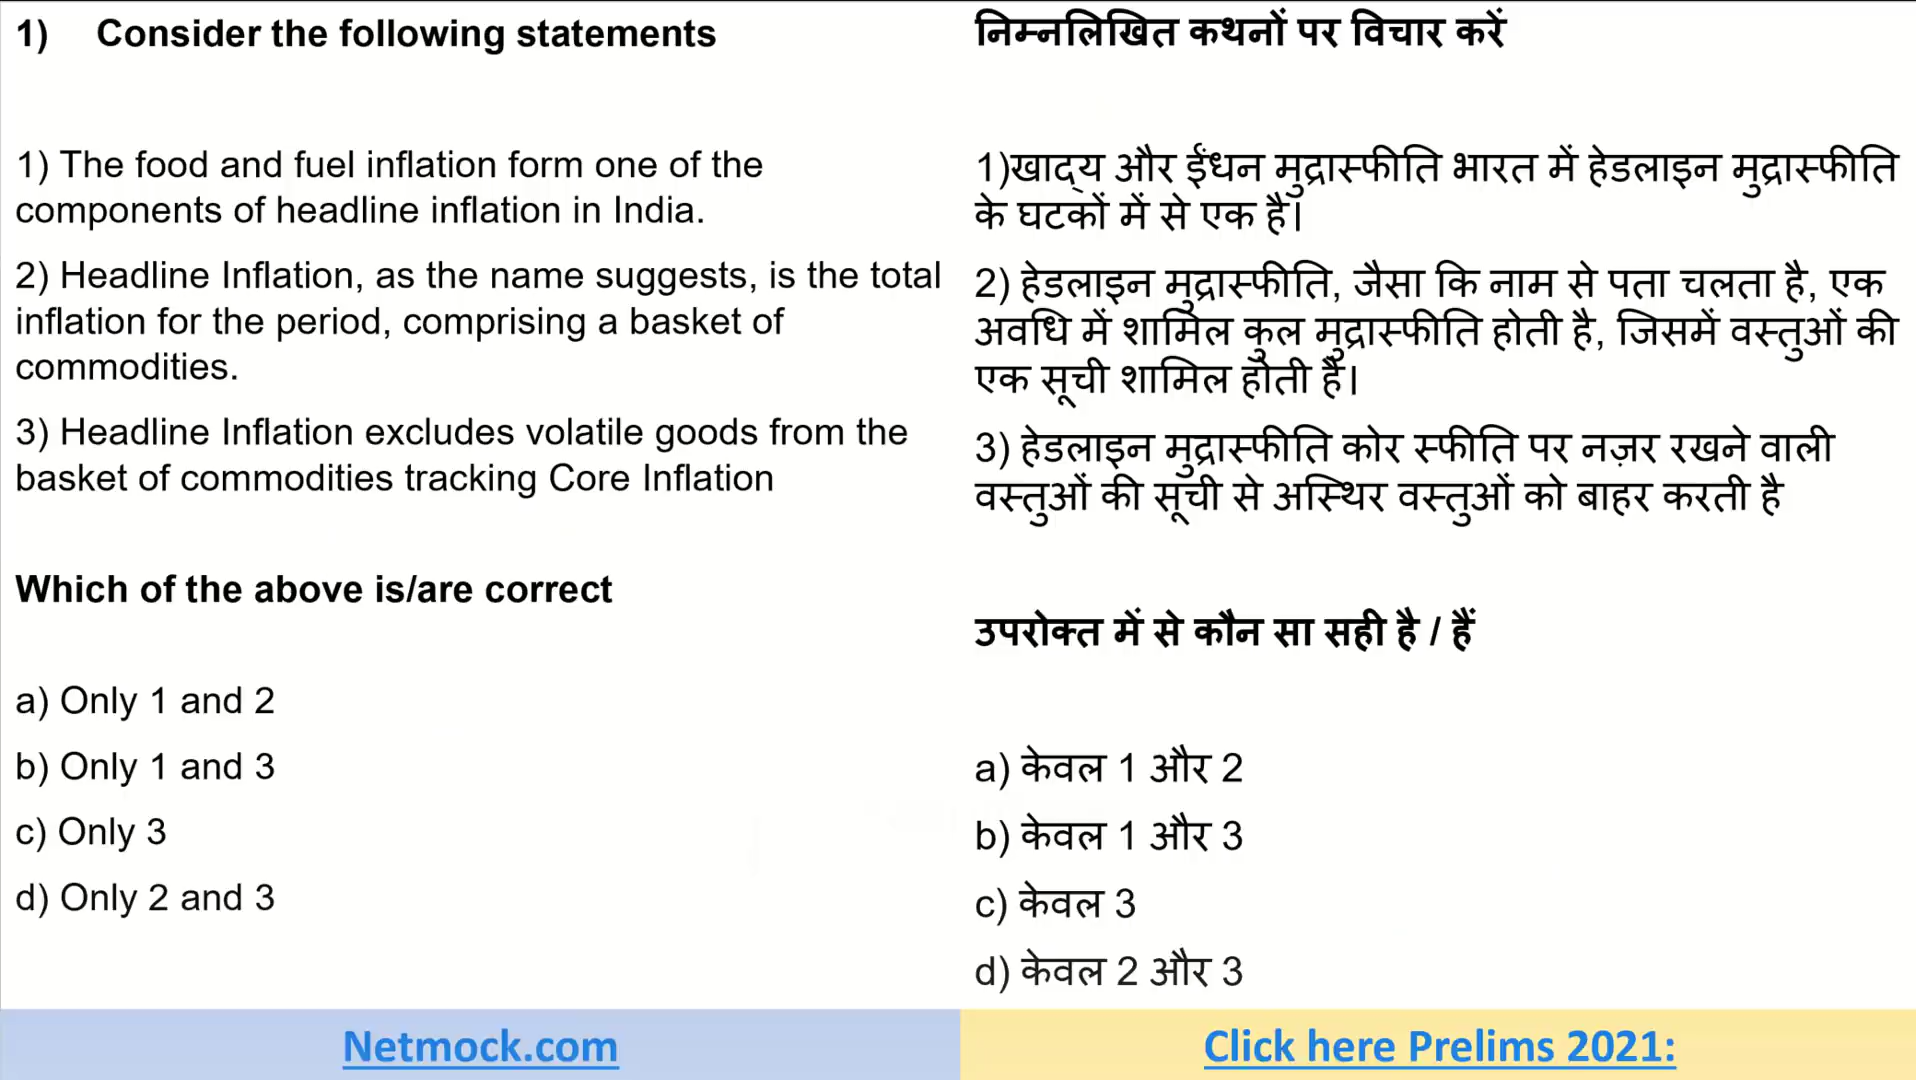 1) Consider the following statements
1) The food and fuel inflation form one of the
components of headline inflation in India.
2) Headline Inflation, as the name suggests, is the total
inflation for the period, comprising a basket of
commodities.
3) Headline Inflation excludes volatile goods from the
basket of commodities tracking Core Inflation
Which of the above is/are correct
a) Only 1 and 2
b) Only 1 and 3
c) Only 3
d) Only 2 and 3
निम्नलिखित कथनों पर विचार करें
1)खाद्य और ईंधन मुद्रास्फीति भारत में हेडलाइन मुद्रास्फीति
के घटकों में से एक है।
2) हेडलाइन मुद्रास्फीति, जैसा कि नाम से पता चलता है, एक
अवधि में शामिल कुल मुद्रास्फीति होती है, जिसमें वस्तुओं की
एक सूची शामिल होती है।
3) हेडलाइन मुद्रास्फीति कोर स्फीति पर नज़र रखने वाली
वस्तुओं की सूची से अस्थिर वस्तुओं को बाहर करती है
उपरोक्त में से कौन सा सही है / हैं
a) केवल 1 और 2
b) केवल 1 और 3
c) केवल 3
d) केवल 2 और 3
Netmock.com
Click here Prelims 2021: